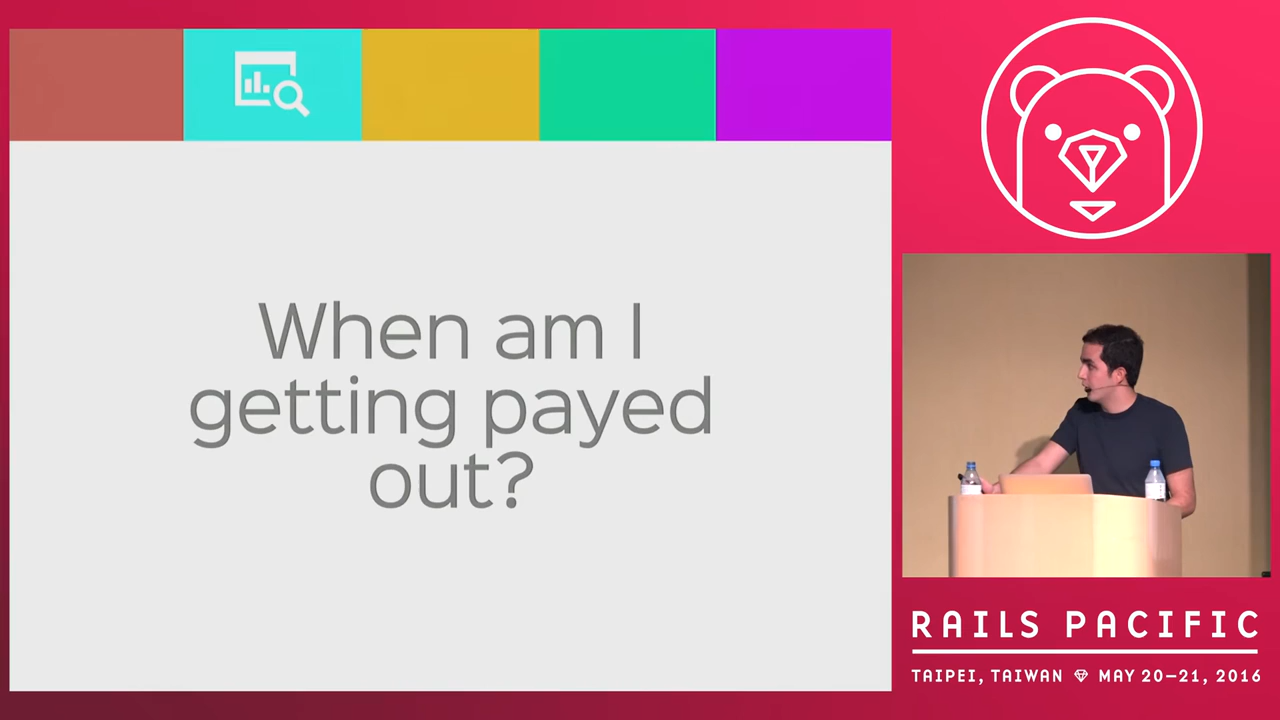 When am I
getting payed
out?
RAILS PACIFIC
TAIPEI, TAIWAN MAY 20–21, 2016